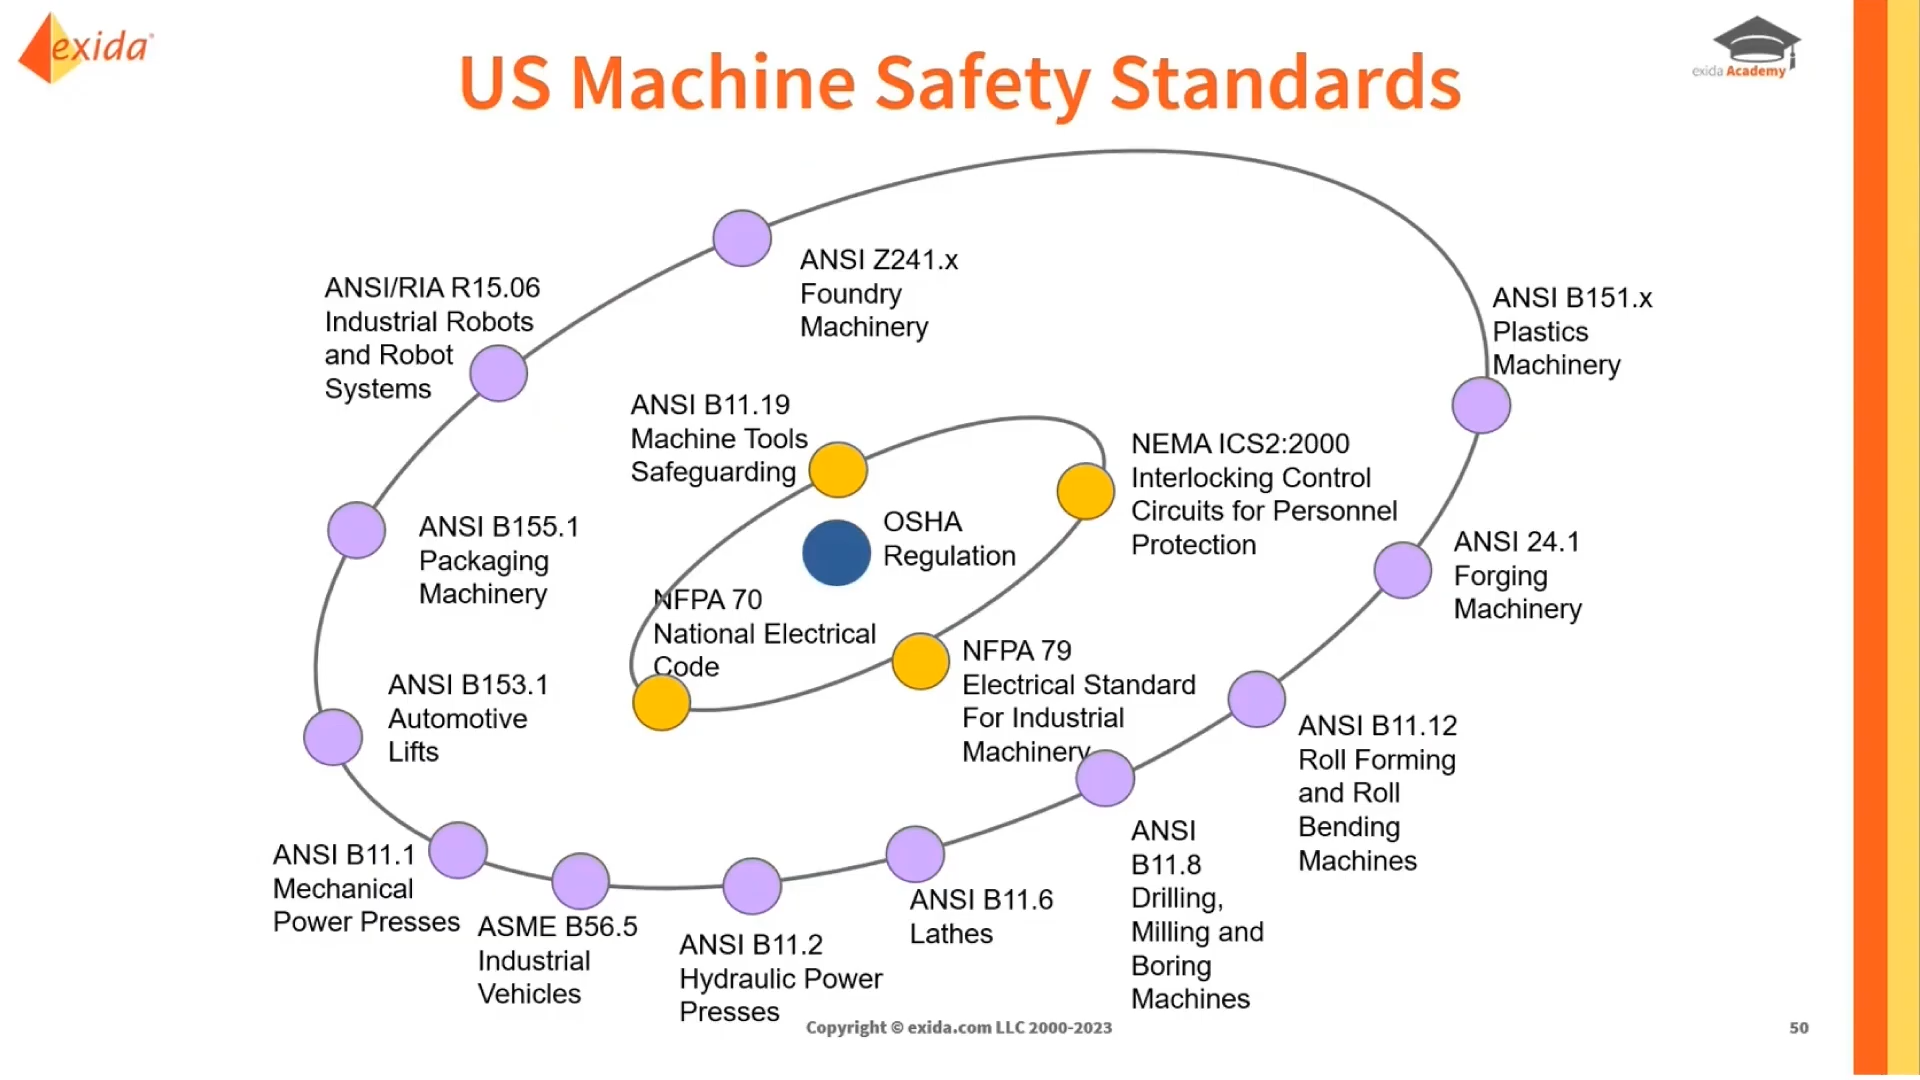 exida
exida Academy
US Machine Safety Standards
ANSI Z241.x
Foundry
Machinery
ANSI/RIA R15.06
Industrial Robots
and Robot
Systems
ANSI B151.x
Plastics
Machinery
ANSI B11.19
Machine Tools
Safeguarding
NEMA ICS2:2000
Interlocking Control
Circuits for Personnel
Protection
OSHA
Regulation
ANSI B155.1
Packaging
Machinery
ANSI 24.1
Forging
Machinery
NFPA 70
National Electrical
Code
NFPA 79
Electrical Standard
For Industrial
Machinery
ANSI B153.1
Automotive
Lifts
ANSI B11.12
Roll Forming
and Roll
Bending
Machines
ANSI B11.1
Mechanical
Power Presses
ASME B56.5
Industrial
Vehicles
ANSI B11.2
Hydraulic Power
Presses
ANSI B11.6
Lathes
ANSI
B11.8
Drilling,
Milling and
Boring
Machines
Copyright © exida.com LLC 2000-2023
50